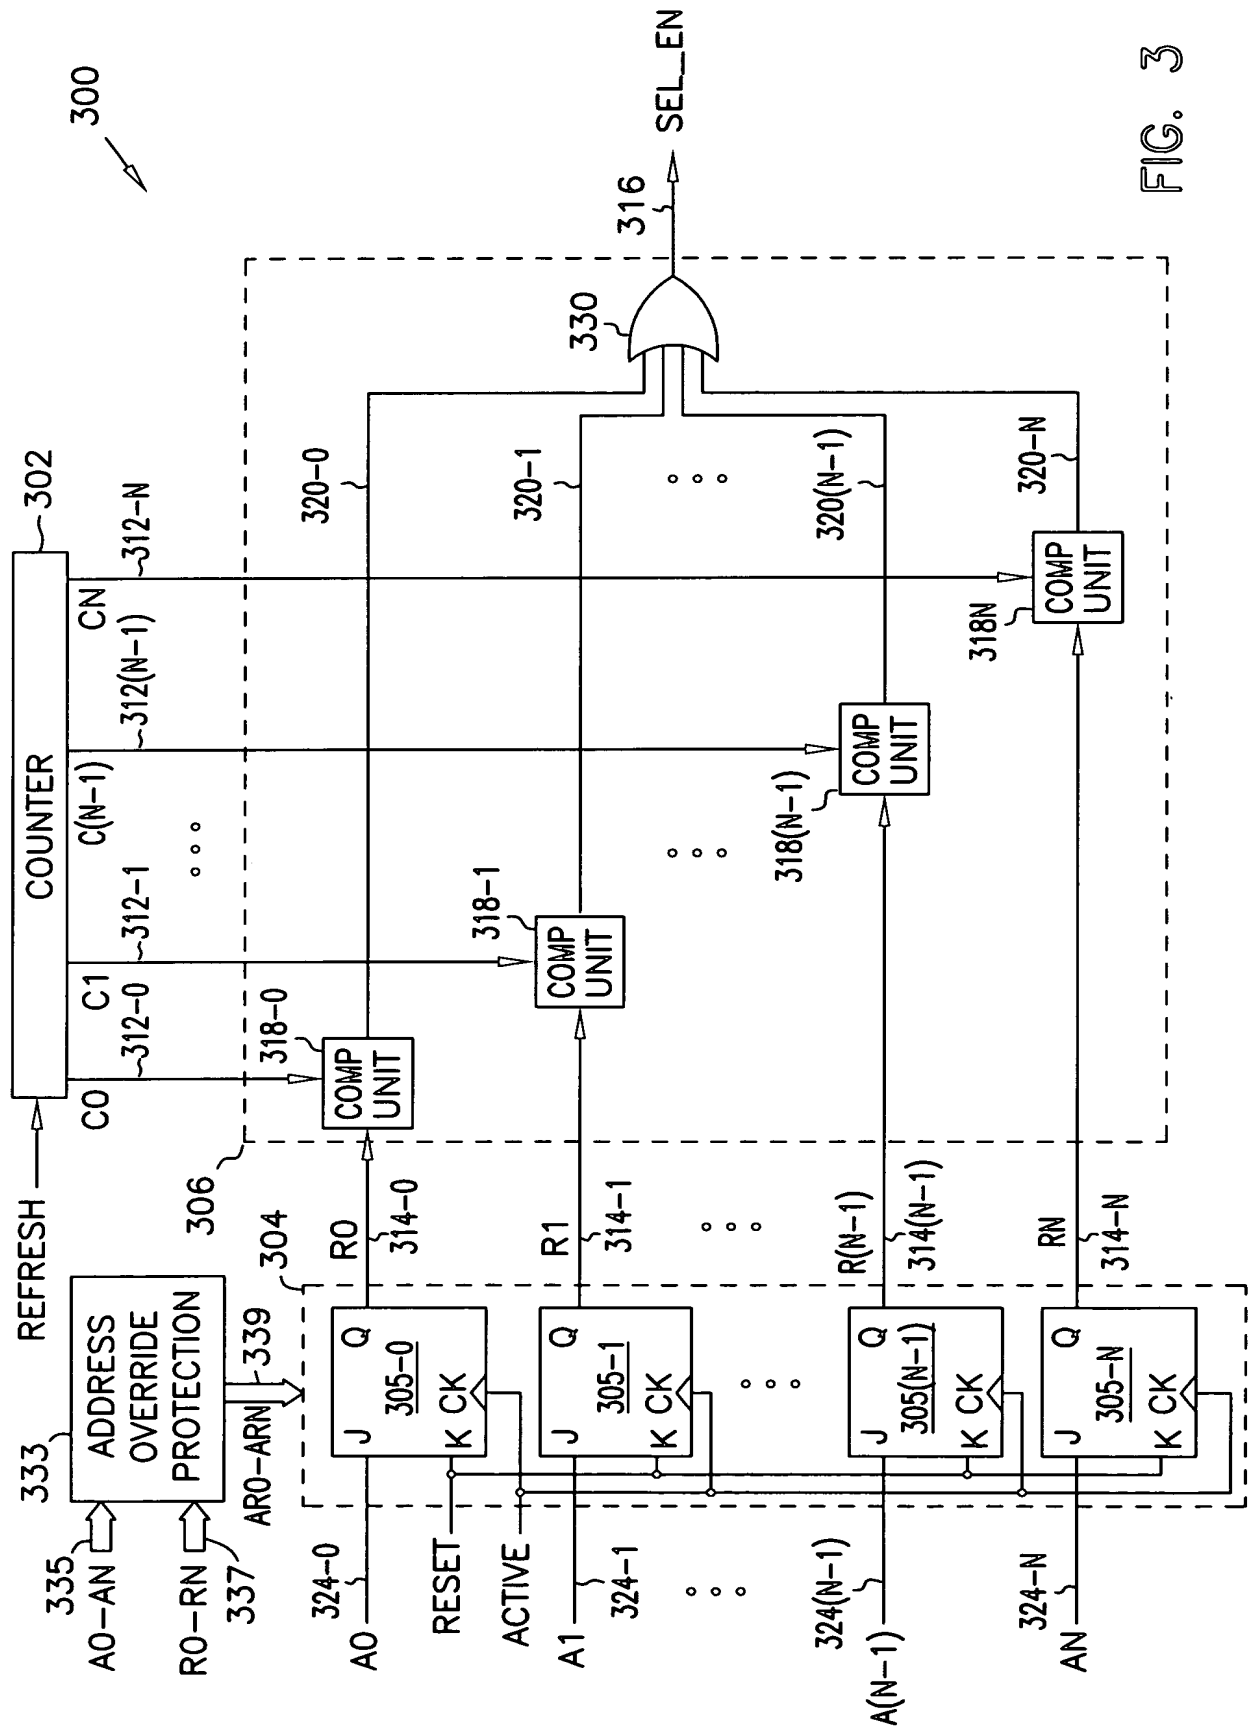 300
302
COUNTER
REFRESH
C0
312-0
C1
312-1
C(N-1)
312(N-1)
CN
312-N
333
ADDRESS
OVERRIDE
PROTECTION
335
A0-AN
R0-RN
337
AR0-ARN
339
304
306
A0
324-0
J
Q
305-0
K
CK
R0
314-0
318-0
COMP
UNIT
320-0
RESET
ACTIVE
A1
324-1
J
Q
305-1
K
CK
R1
314-1
318-1
COMP
UNIT
320-1
330
316
SEL_EN
A(N-1)
324(N-1)
J
Q
305(N-1)
K
CK
R(N-1)
314(N-1)
318(N-1)
COMP
UNIT
320(N-1)
AN
324-N
J
Q
305-N
K
CK
RN
314-N
318N
COMP
UNIT
320-N
FIG. 3